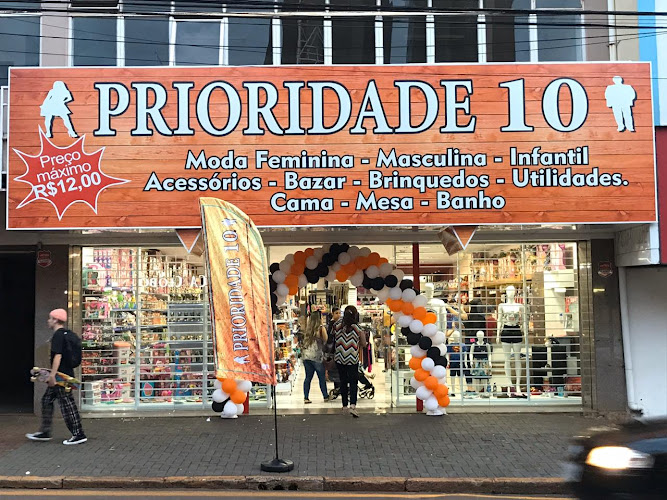 PRIORIDADE 10
Preço
máximo
R$12,00
Moda Feminina - Masculina - Infantil
Acessórios - Bazar - Brinquedos - Utilidades.
Cama - Mesa - Banho
PRIORIDADE 10